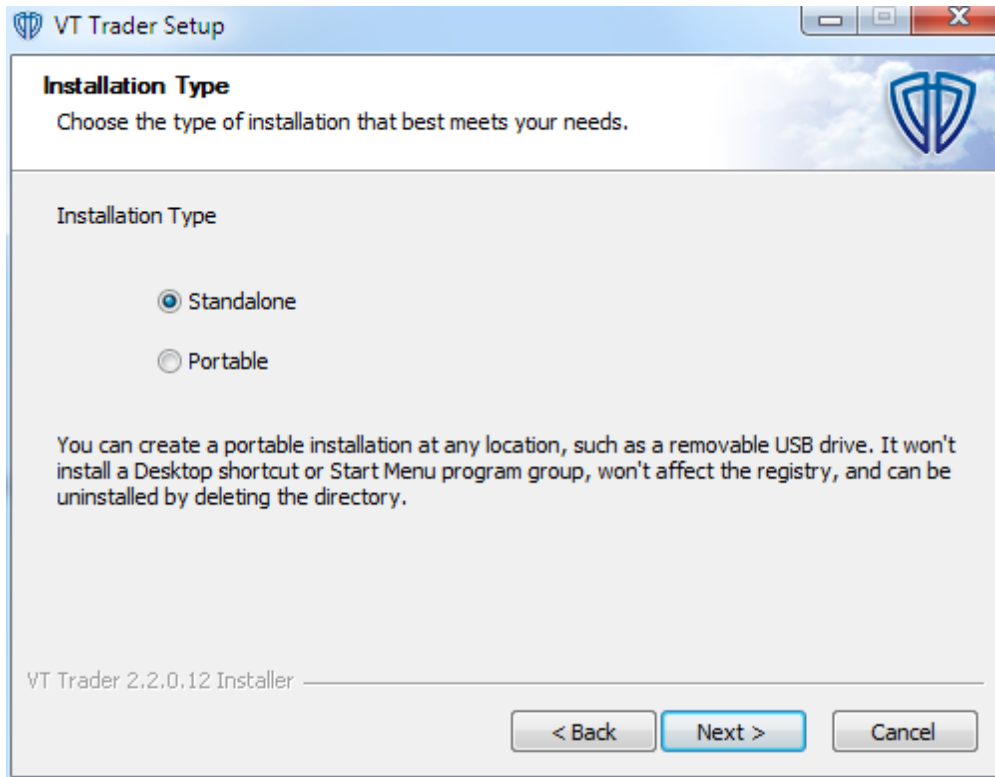 VT Trader Setup
Installation Type
Choose the type of installation that best meets your needs.
Installation Type
Standalone
Portable
You can create a portable installation at any location, such as a removable USB drive. It won't
install a Desktop shortcut or Start Menu program group, won't affect the registry, and can be
uninstalled by deleting the directory.
VT Trader 2.2.0.12 Installer
< Back Next > Cancel